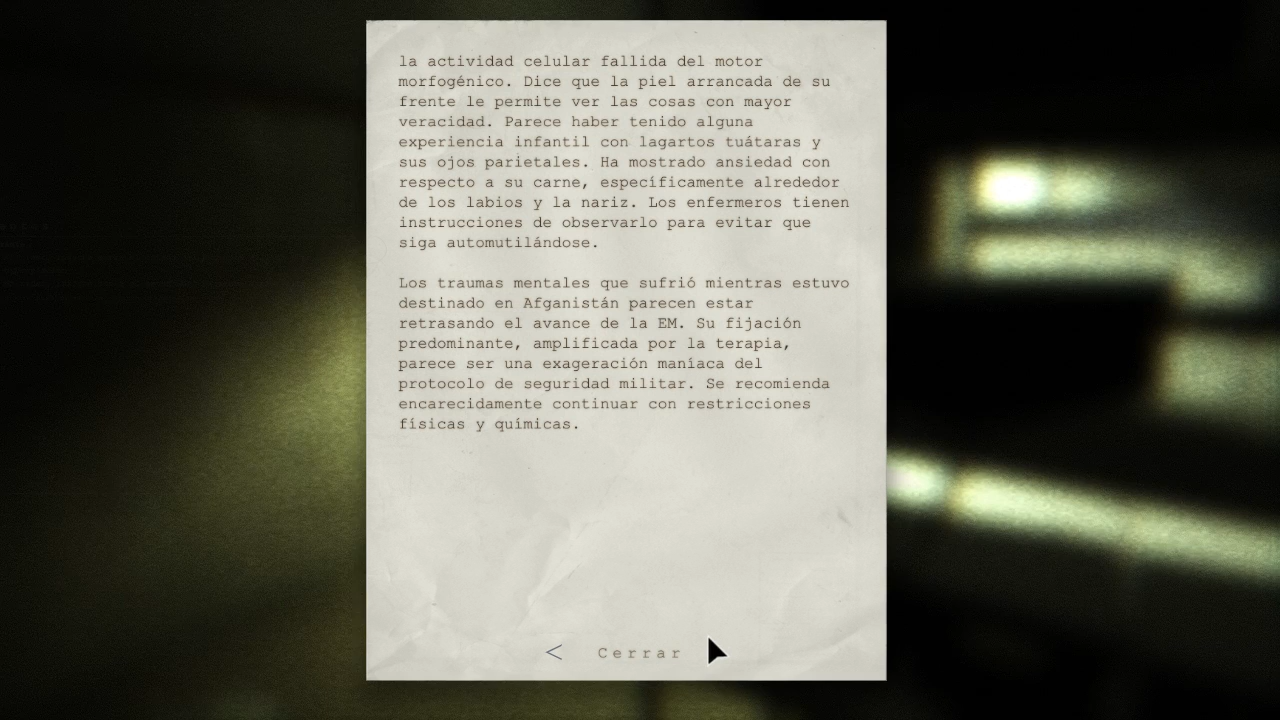 la actividad celular fallida del motor
morfogénico. Dice que la piel arrancada de su
frente le permite ver las cosas con mayor
veracidad. Parece haber tenido alguna
experiencia infantil con lagartos tuátaras y
sus ojos parietales. Ha mostrado ansiedad con
respecto a su carne, específicamente alrededor
de los labios y la nariz. Los enfermeros tienen
instrucciones de observarlo para evitar que
siga automutilándose.
Los traumas mentales que sufrió mientras estuvo
destinado en Afganistán parecen estar
retrasando el avance de la EM. Su fijación
predominante, amplificada por la terapia,
parece ser una exageración maníaca del
protocolo de seguridad militar. Se recomienda
encarecidamente continuar con restricciones
físicas y químicas.
< Cerrar